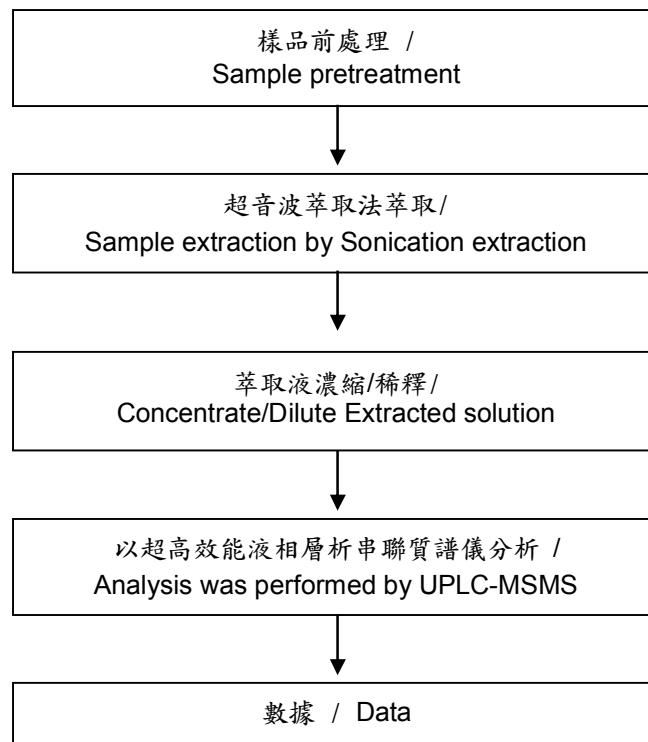 樣品前處理 /
Sample pretreatment
超音波萃取法萃取/
Sample extraction by Sonication extraction
萃取液濃縮/稀釋/
Concentrate/Dilute Extracted solution
以超高效能液相層析串聯質譜儀分析 /
Analysis was performed by UPLC-MSMS
數據 / Data